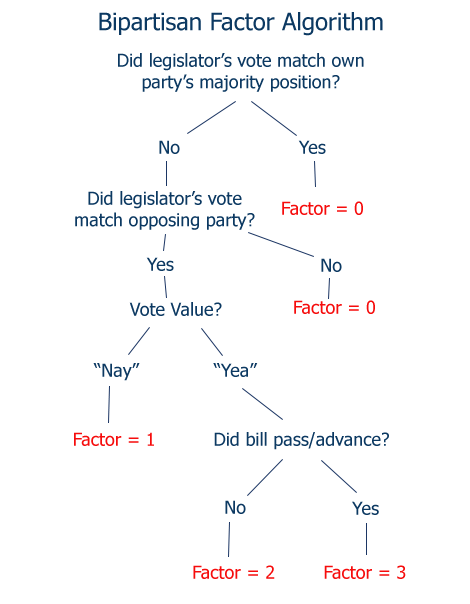 Bipartisan Factor Algorithm
Did legislator's vote match own
party's majority position?
No
Yes
Did legislator's vote
match opposing party?
Factor = 0
Yes
No
Vote Value?
Factor = 0
“Nay”
“Yea”
Factor = 1
Did bill pass/advance?
No
Yes
Factor = 2
Factor = 3